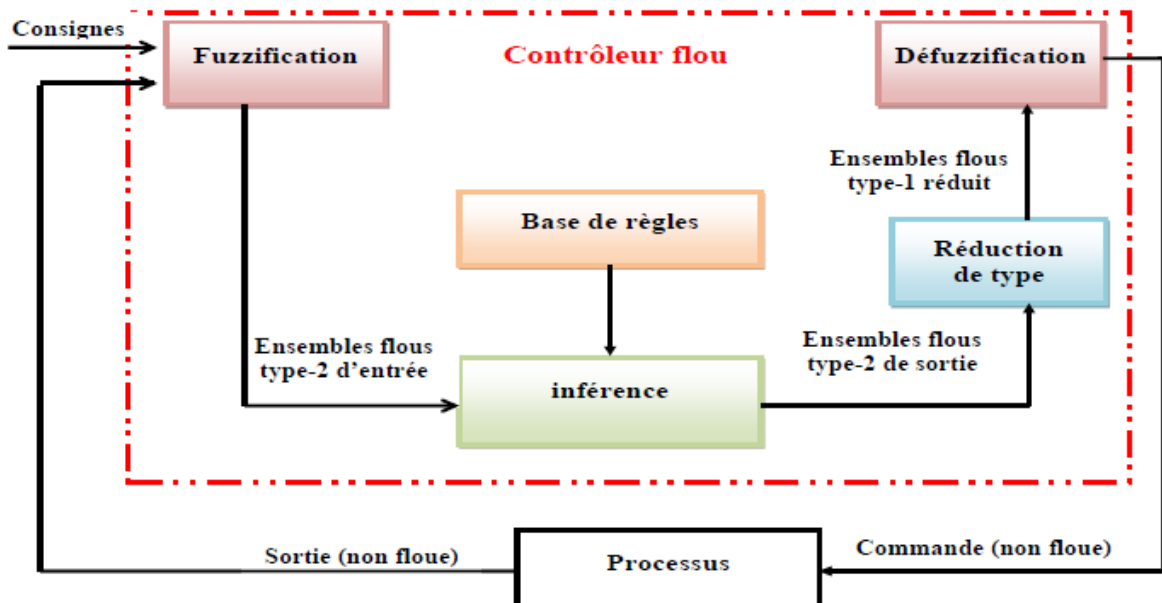 Consignes
Fuzzification
Contrôleur flou
Défuzzification
Ensembles flous
type-1 réduit
Base de règles
Réduction
de type
Ensembles flous
type-2 d'entrée
inférence
Ensembles flous
type-2 de sortie
Sortie (non floue)
Processus
Commande (non floue)